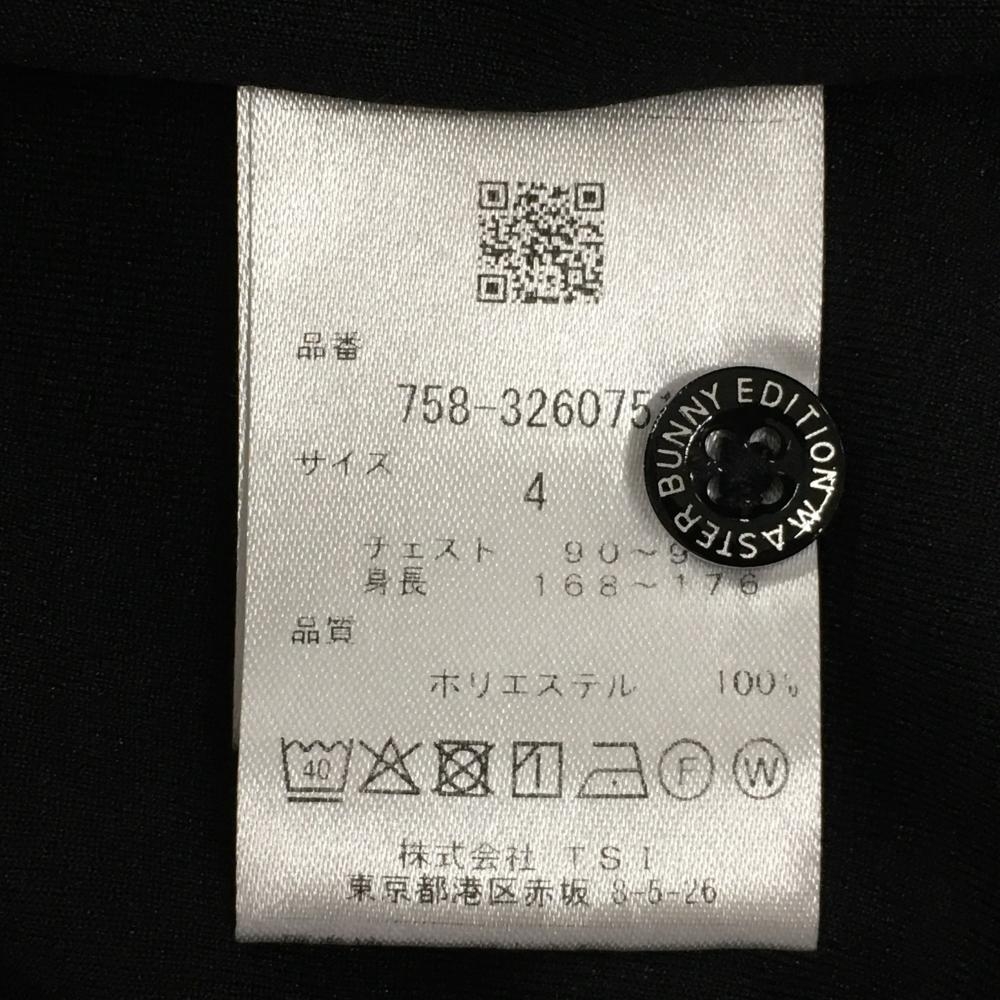 品番
758-326075
サイズ
4
チェスト 90～9
身長 168～176
品質
ポリエステル 100%
40
F
W
株式会社 TSI
東京都港区赤坂 8-5-26
MASTER BUNNY EDITION